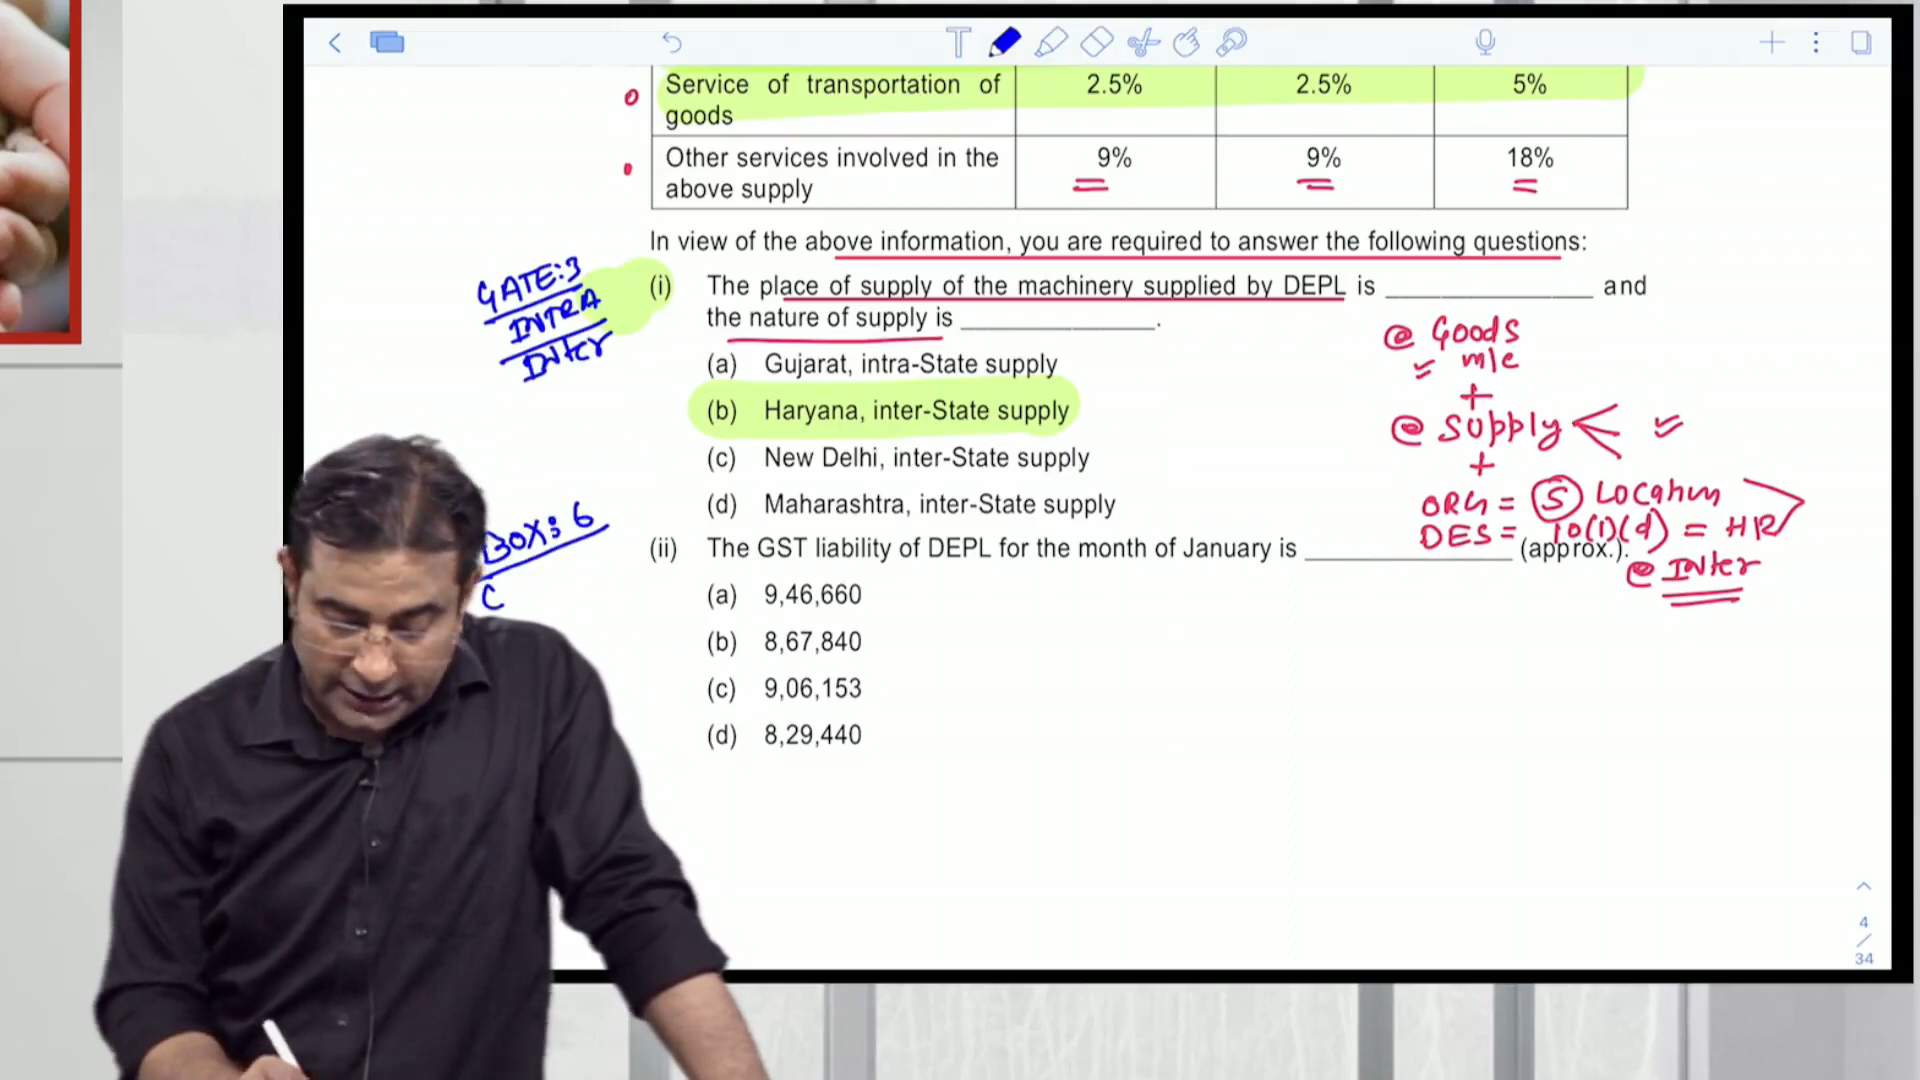 Service of transportation of goods 2.5% 2.5% 5%
Other services involved in the above supply 9% 9% 18%
In view of the above information, you are required to answer the following questions:
GATE:3
INTRA
Inter
(i) The place of supply of the machinery supplied by DEPL is ______________ and
the nature of supply is ______________.
(a) Gujarat, intra-State supply
(b) Haryana, inter-State supply
(c) New Delhi, inter-State supply
(d) Maharashtra, inter-State supply
@ Goods
m/c
+
@ Supply
+
ORG = S Location
DES = 10(1)(d) = HR
@ Inter
BOX: 6
C
(ii) The GST liability of DEPL for the month of January is ______________ (approx.).
(a) 9,46,660
(b) 8,67,840
(c) 9,06,153
(d) 8,29,440
4
/
34